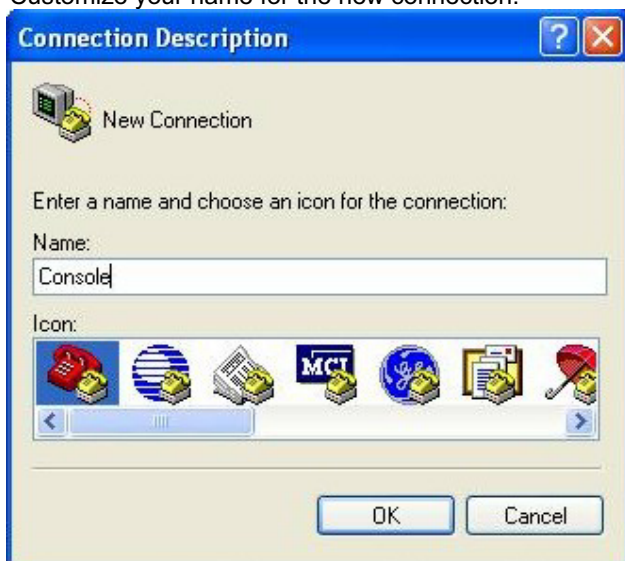 Customize your name for the new connection.
Connection Description
New Connection
Enter a name and choose an icon for the connection:
Name:
Console
Icon:
MCI
OK
Cancel